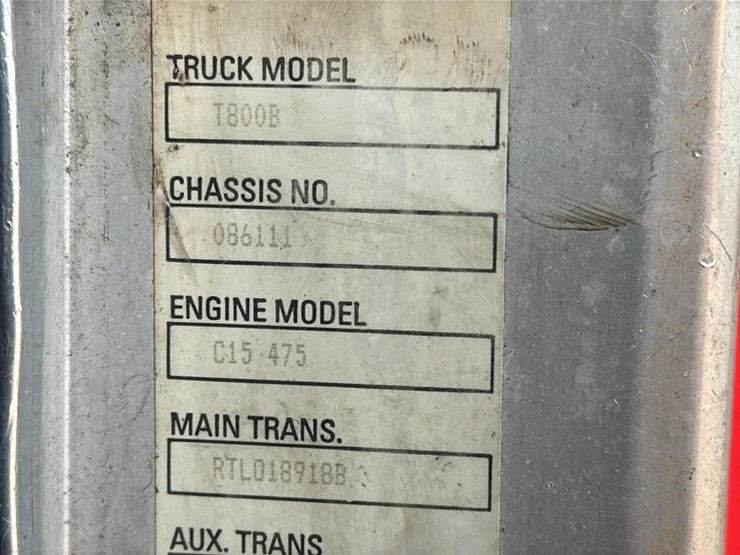 TRUCK MODEL
T800B
CHASSIS NO.
086111
ENGINE MODEL
C15 475
MAIN TRANS.
RTLO18918B
AUX. TRANS